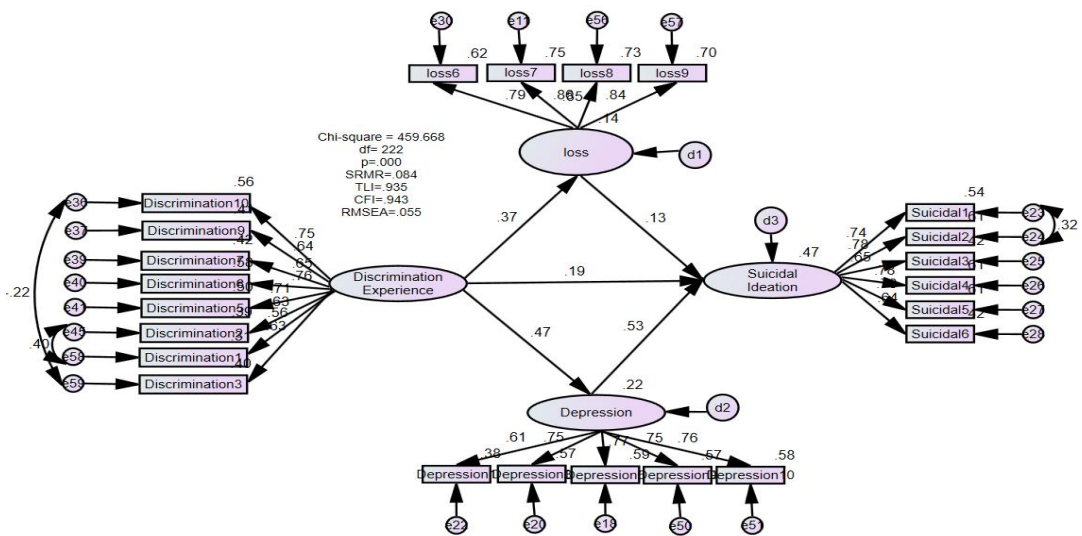 e30 e11 e56 e57
.62 .75 .73 .70
loss6 loss7 loss8 loss9
.79 .84
.14
loss d1
Chi-square = 459.668
df= 222
p=.000
SRMR=.084
TLI=.935
CFI=.943
RMSEA=.055
.37 .13
.56
e36 Discrimination10
e37 Discrimination9
e39
e40
e41
e45
e58 Discrimination1
e59 Discrimination3
-.22
.40
.75
.64
.65
.76
.71
.63
.56
.63
.40
Discrimination
Experience
.19
.47 .53
d3
.47
Suicidal
Ideation
.54
.74
.78
.65
.78
.64
Suicidal1 e23
Suicidal2 e24
Suicidal3 e25
Suicidal4 e26
Suicidal5 e27
Suicidal6 e28
.32
.22
Depression d2
.61 .75 .77 .75 .76
.38 .57 .59 .57 .58
e22 e20 e18 e50 e51